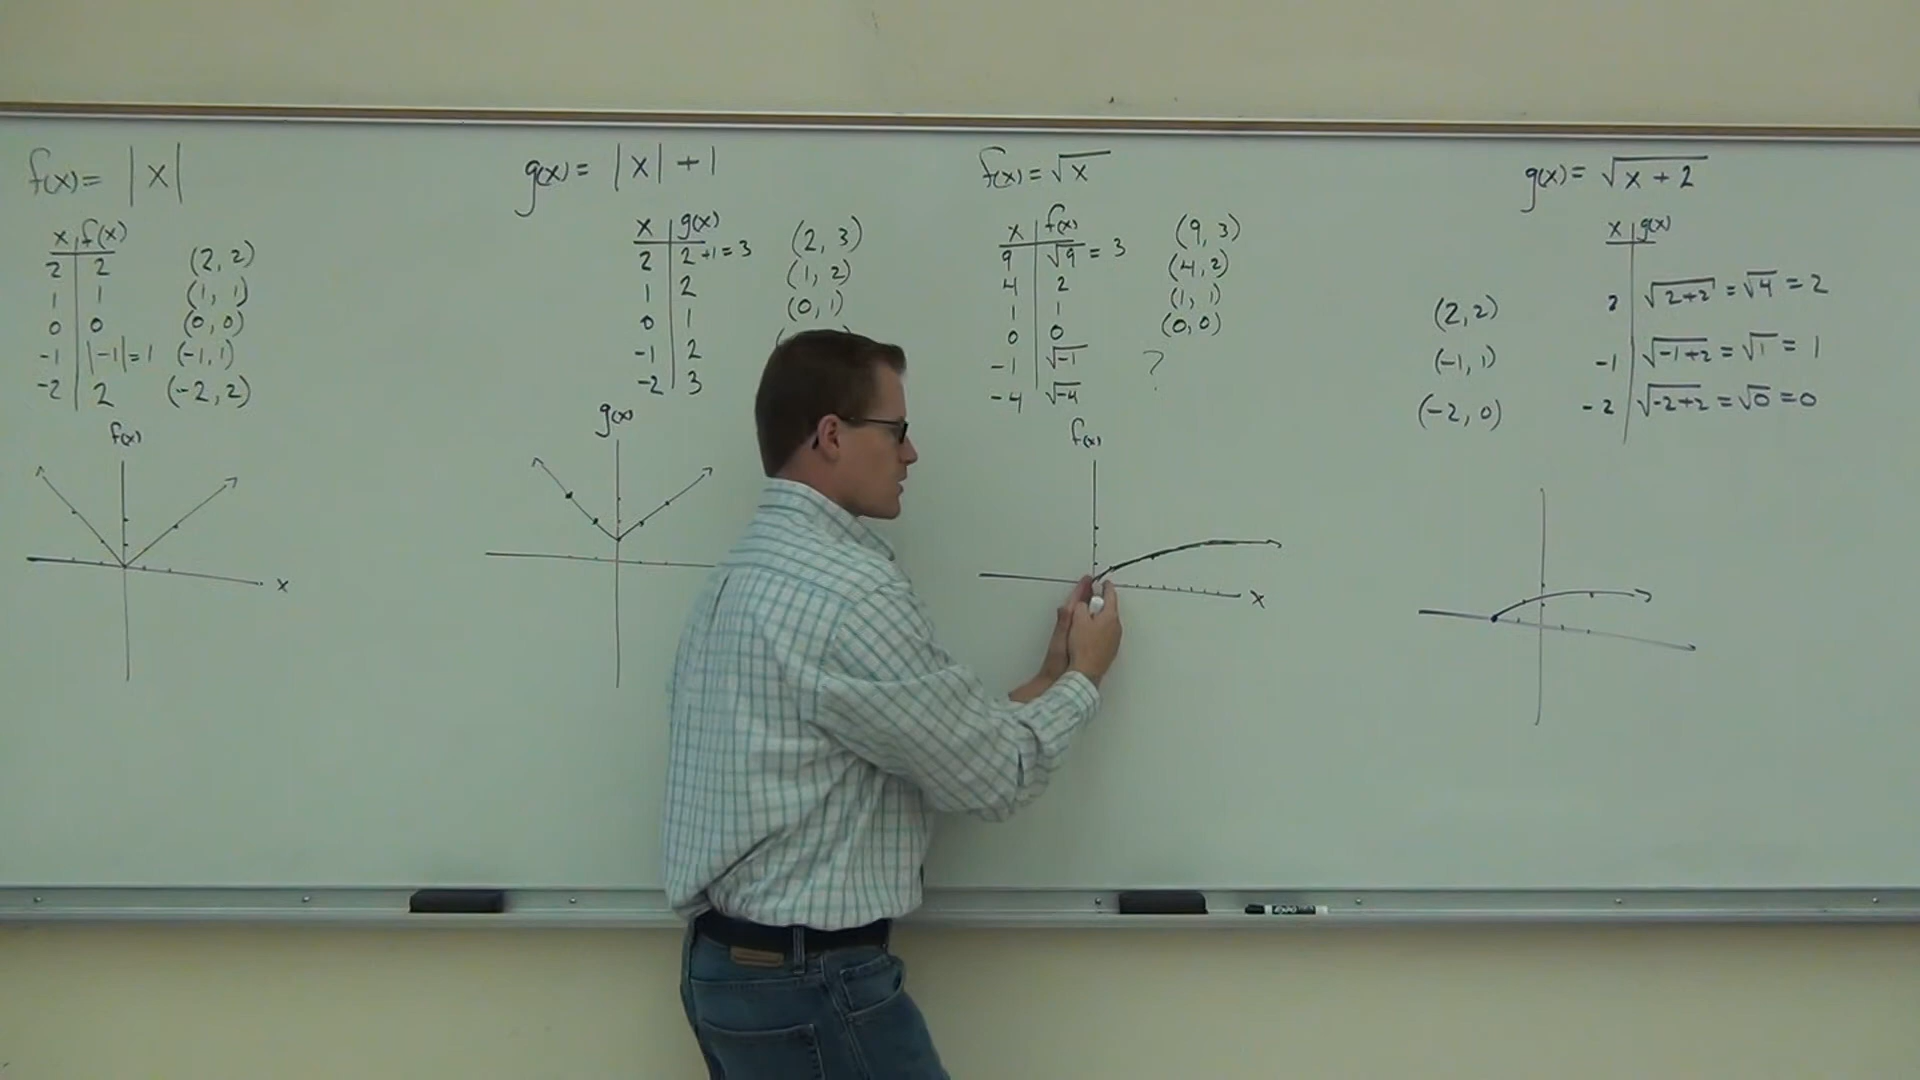 f(x) = |x|
x f(x)
2 2 (2, 2)
1 1 (1, 1)
0 0 (0, 0)
-1 |-1| = 1 (-1, 1)
-2 2 (-2, 2)
f(x)
x
g(x) = |x| + 1
x g(x)
2 2 +1 = 3 (2, 3)
1 2 (1, 2)
0 1 (0, 1)
-1 2
-2 3
g(x)
f(x) = √x
x f(x)
9 √9 = 3 (9, 3)
4 2 (4, 2)
1 1 (1, 1)
0 0 (0, 0)
-1 √-1 ?
-4 √-4
f(x)
x
g(x) = √x + 2
x g(x)
(2, 2) 2 √2+2 = √4 = 2
(-1, 1) -1 √-1+2 = √1 = 1
(-2, 0) -2 √-2+2 = √0 = 0
EXPO